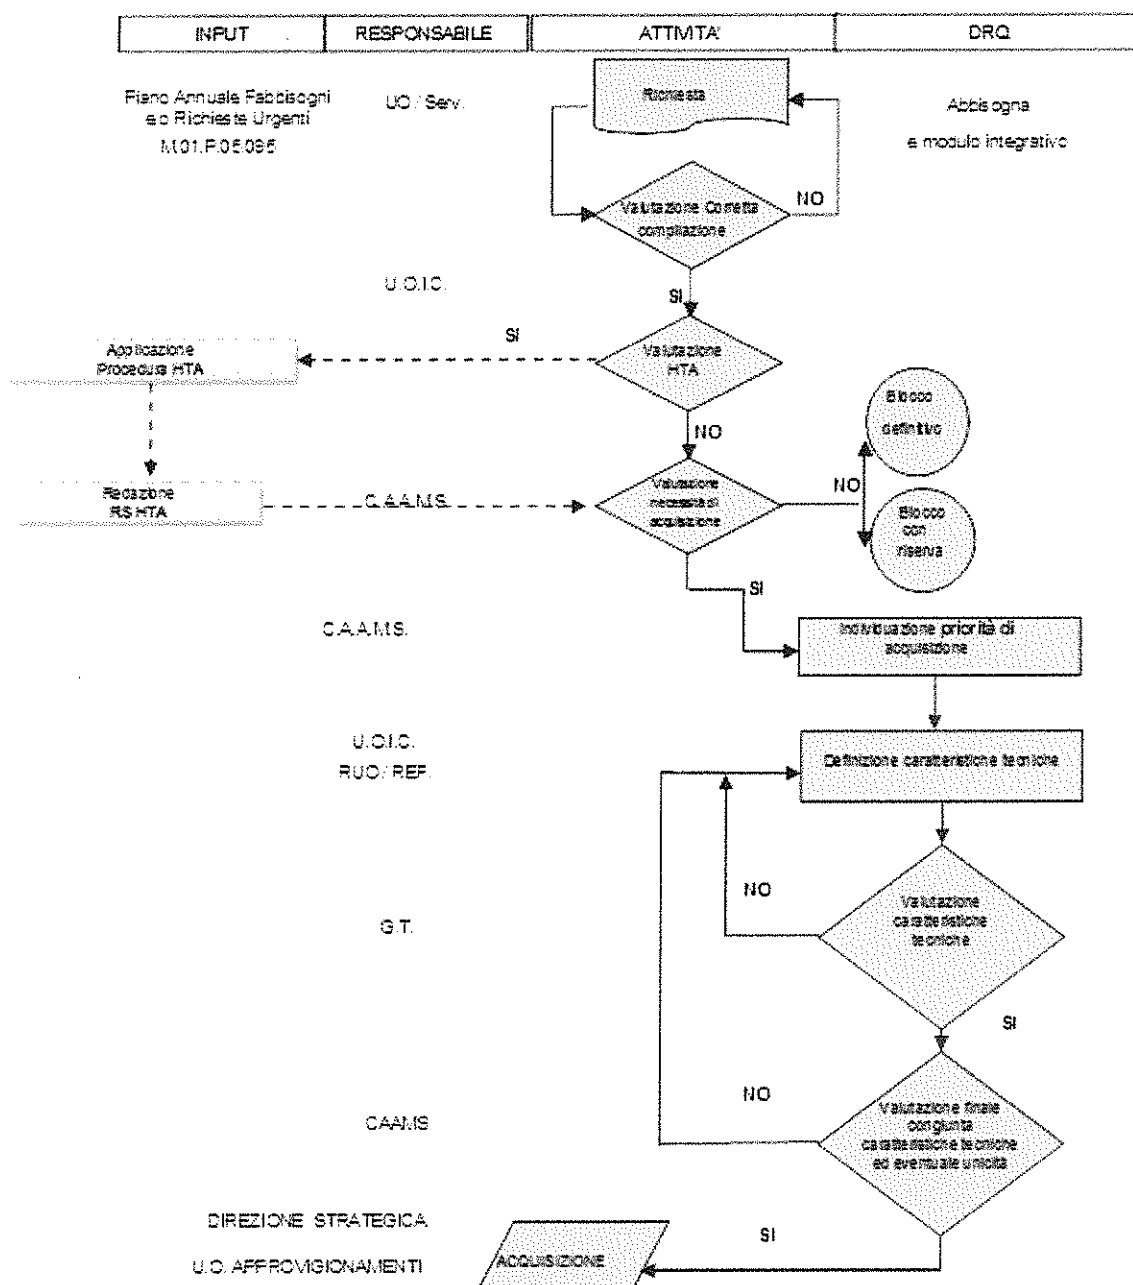 INPUT
RESPONSABILE
ATTIVITA'
DRQ
Piano Annuale Fabbisogni
e o Richieste Urgenti
M01.P.05.095
UO / Serv.
Richiesta
Abbisogna
e modulo integrativo
Valutazione Corretta
compilazione
NO
U.O.I.C.
SI
SI
Applicazione
Procedura HTA
Valutazione
HTA
Blocco
definitivo
NO
Redazione
RS HTA
C.A.A.M.S.
Valutazione
necessità di
acquisizione
NO
Blocco
con
riserva
SI
C.A.A.M.S.
Individuazione priorità di
acquisizione
U.O.I.C.
RUO / REF.
Definizione caratteristiche tecniche
NO
G.T.
Valutazione
caratteristiche
tecniche
SI
NO
CAAMS
Valutazione finale
congiunta
caratteristiche tecniche
ed eventuale unicità
DIREZIONE STRATEGICA
SI
U.O. APPROVIGIONAMENTI
ACQUISIZIONE